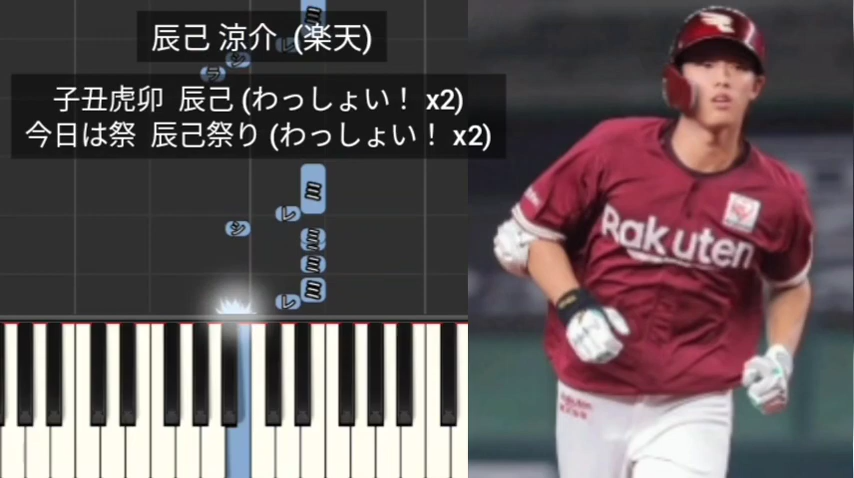 ミ
辰己 涼介 (楽天)
レ
シ
ラ
子丑虎卯 辰己 (わっしょい！ x2)
今日は祭 辰己祭り (わっしょい！ x2)
ミ
レ
シ
ミ
ミ
ミ
レ
Rakuten